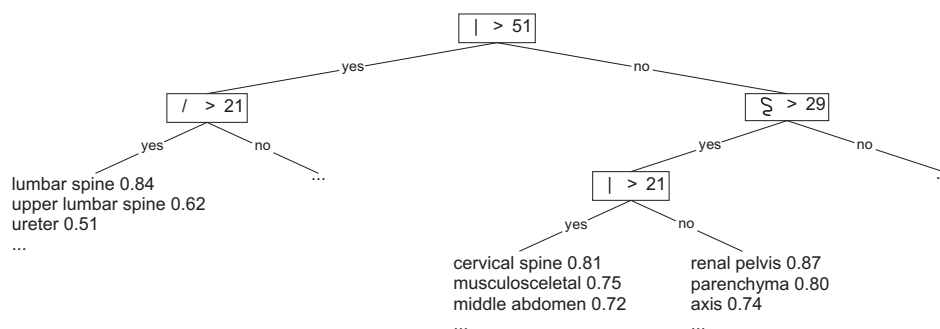 | > 51
yes
no
/ > 21
> 29
yes
no
yes
no
...
| > 21
lumbar spine 0.84
upper lumbar spine 0.62
ureter 0.51
...
yes
no
cervical spine 0.81
musculosceletal 0.75
middle abdomen 0.72
...
renal pelvis 0.87
parenchyma 0.80
axis 0.74
...